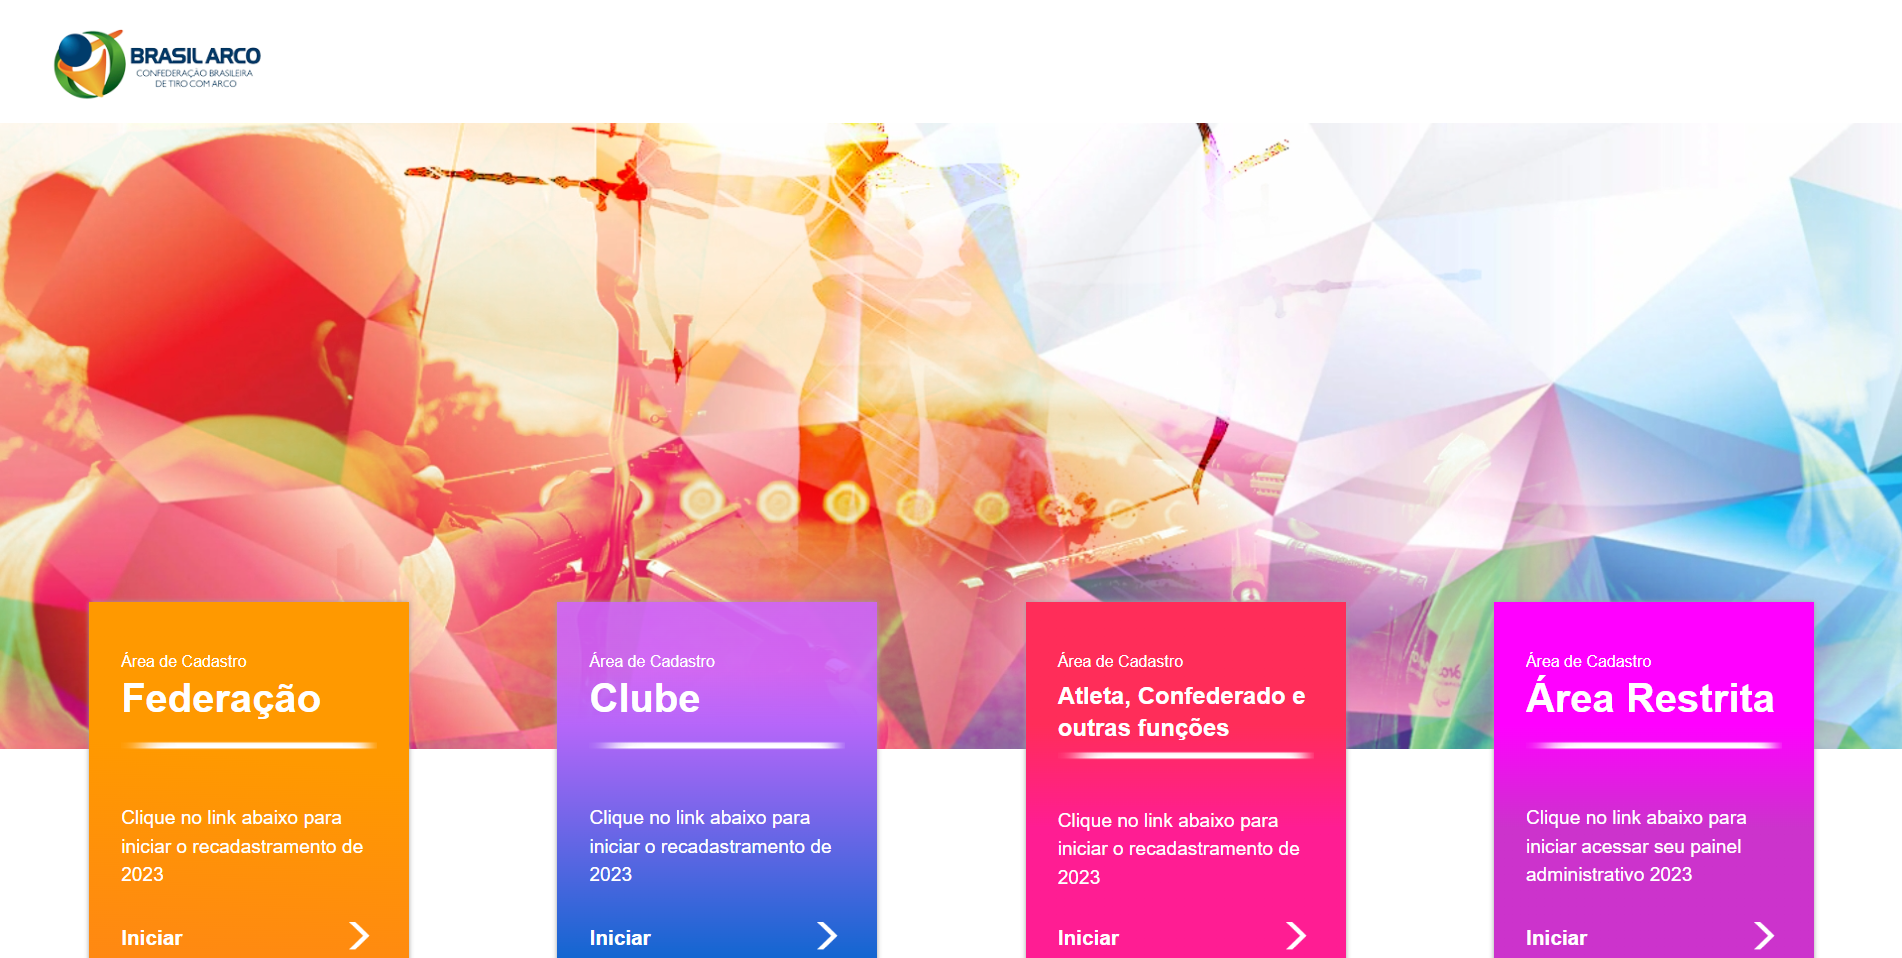 BRASIL ARCO
CONFEDERAÇÃO BRASILEIRA
DE TIRO COM ARCO
Área de Cadastro
Federação
Clique no link abaixo para
iniciar o recadastramento de
2023
Iniciar
Área de Cadastro
Clube
Clique no link abaixo para
iniciar o recadastramento de
2023
Iniciar
Área de Cadastro
Atleta, Confederado e
outras funções
Clique no link abaixo para
iniciar o recadastramento de
2023
Iniciar
Área de Cadastro
Área Restrita
Clique no link abaixo para
iniciar acessar seu painel
administrativo 2023
Iniciar